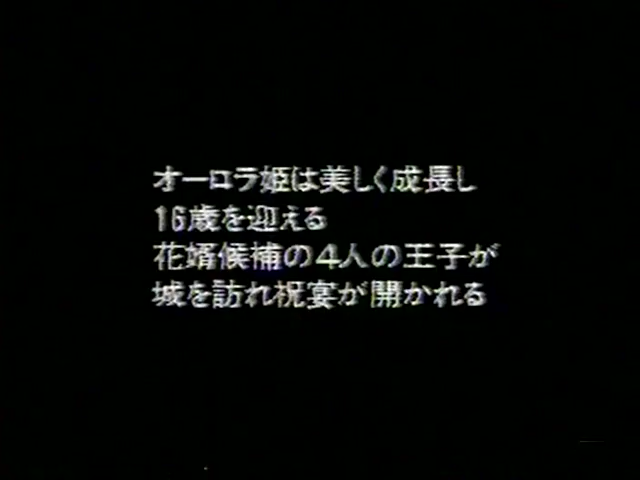 オーロラ姫は美しく成長し
16歳を迎える
花婿候補の4人の王子が
城を訪れ祝宴が開かれる